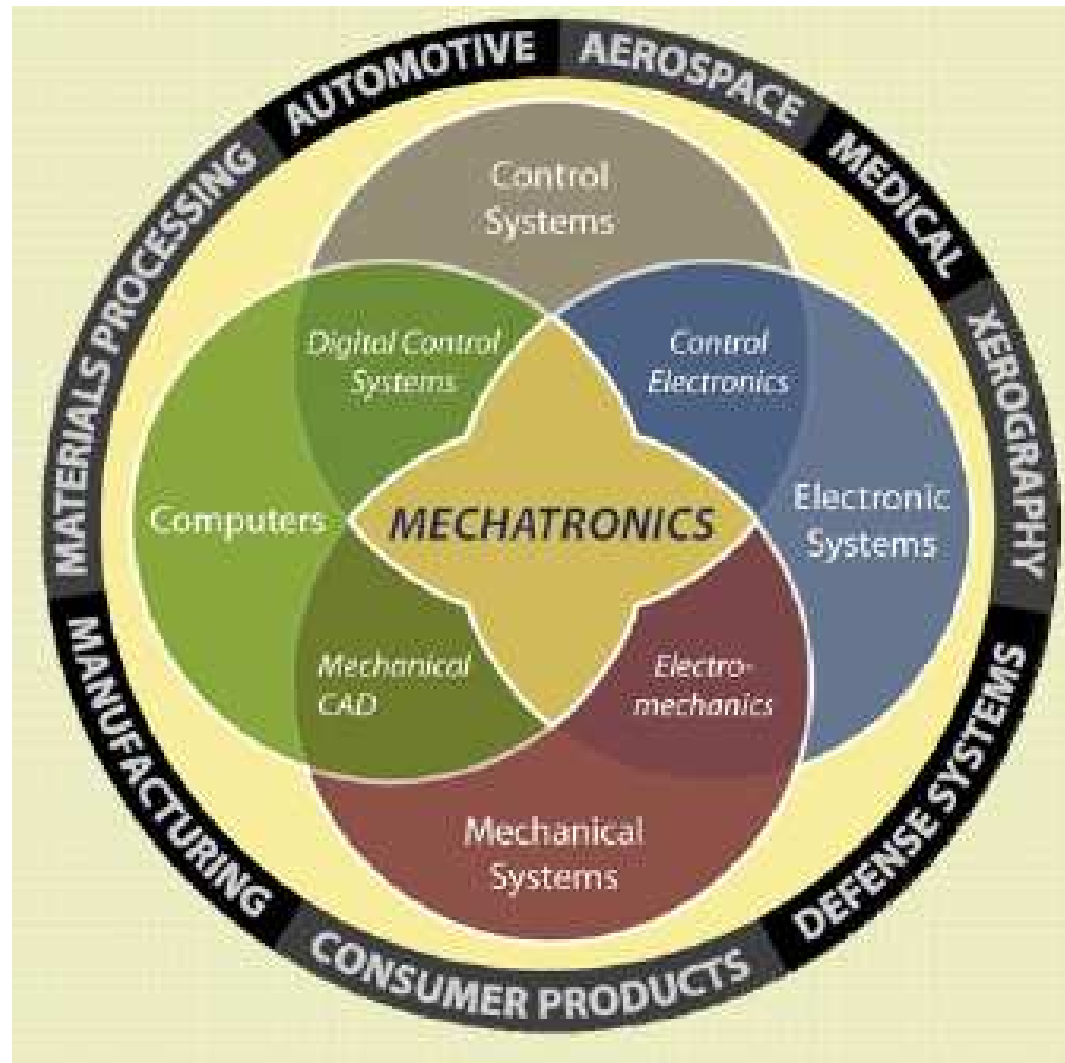 AUTOMOTIVE
AEROSPACE
MEDICAL
XEROGRAPHY
DEFENSE SYSTEMS
CONSUMER PRODUCTS
MANUFACTURING
MATERIALS PROCESSING
Control
Systems
Digital Control
Systems
Control
Electronics
Computers
MECHATRONICS
Electronic
Systems
Mechanical
CAD
Electro-
mechanics
Mechanical
Systems